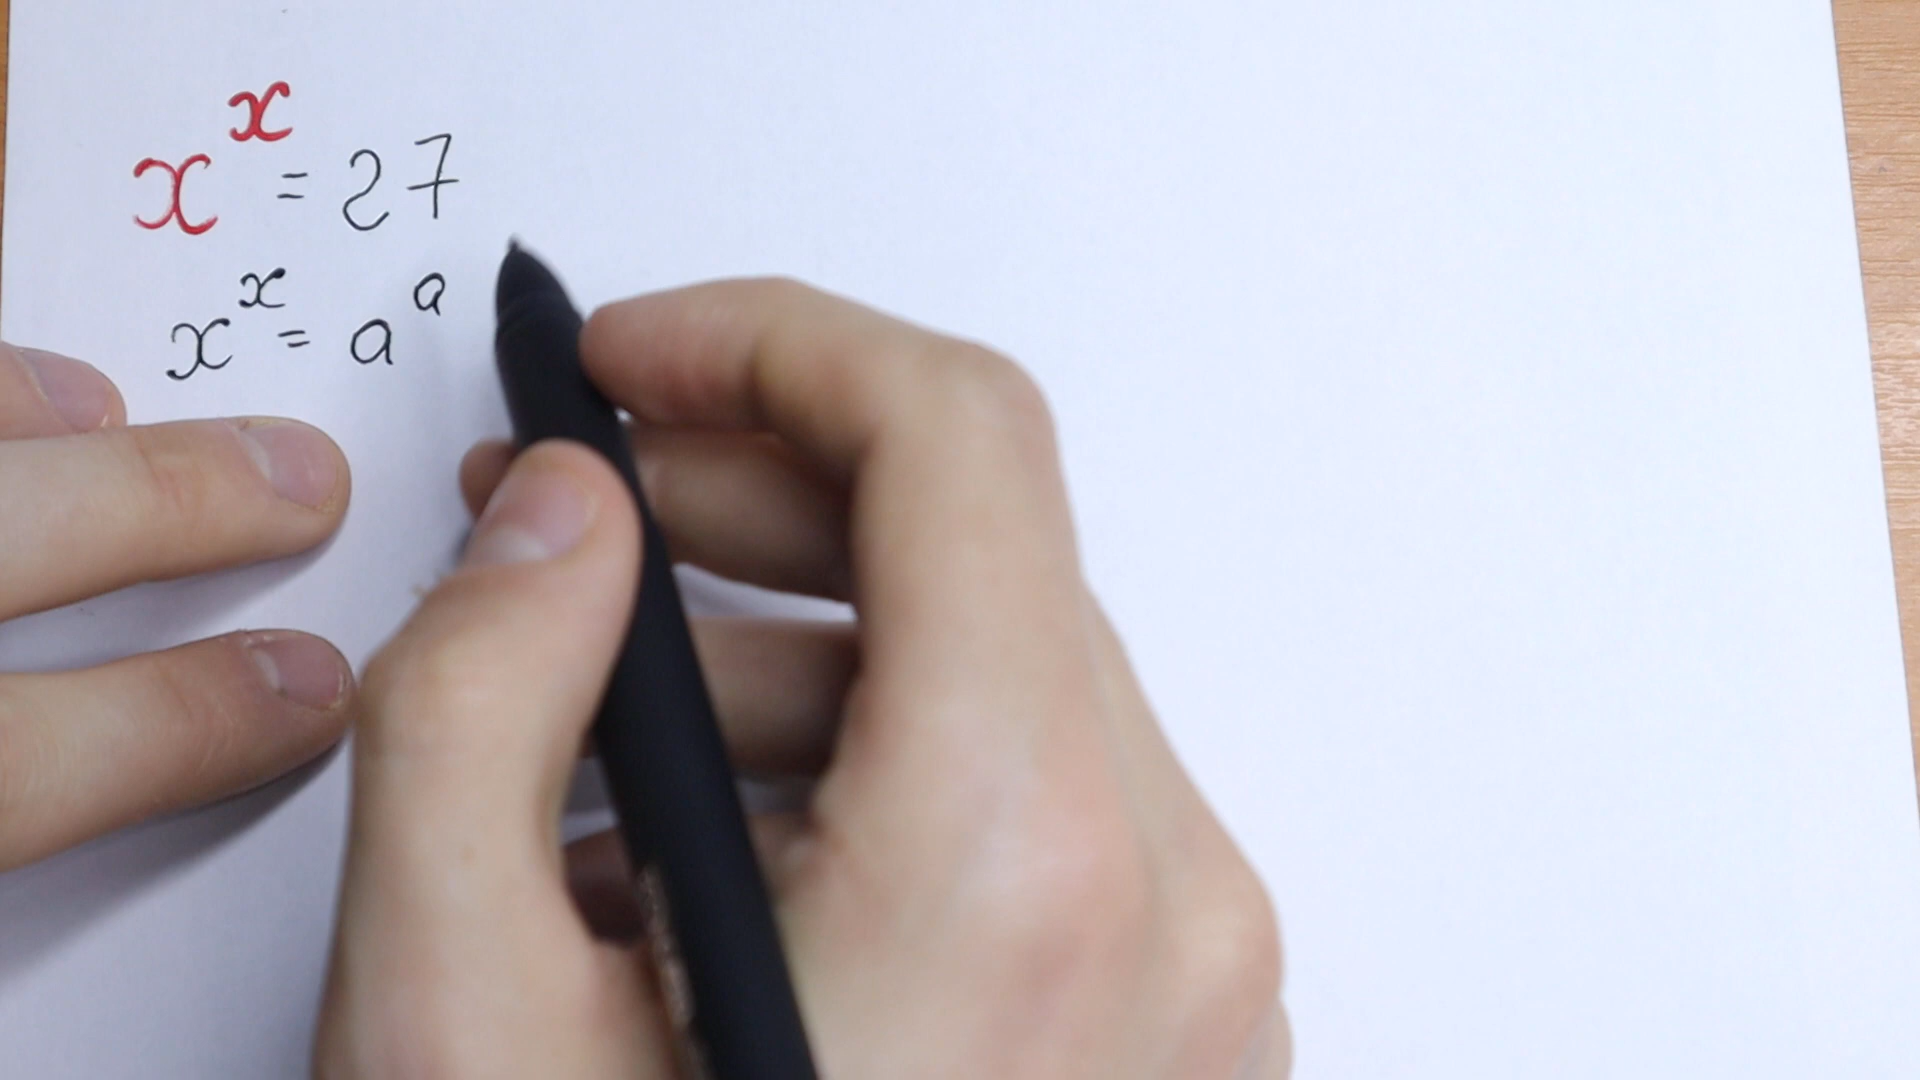 x^x = 27
x^x = a^a